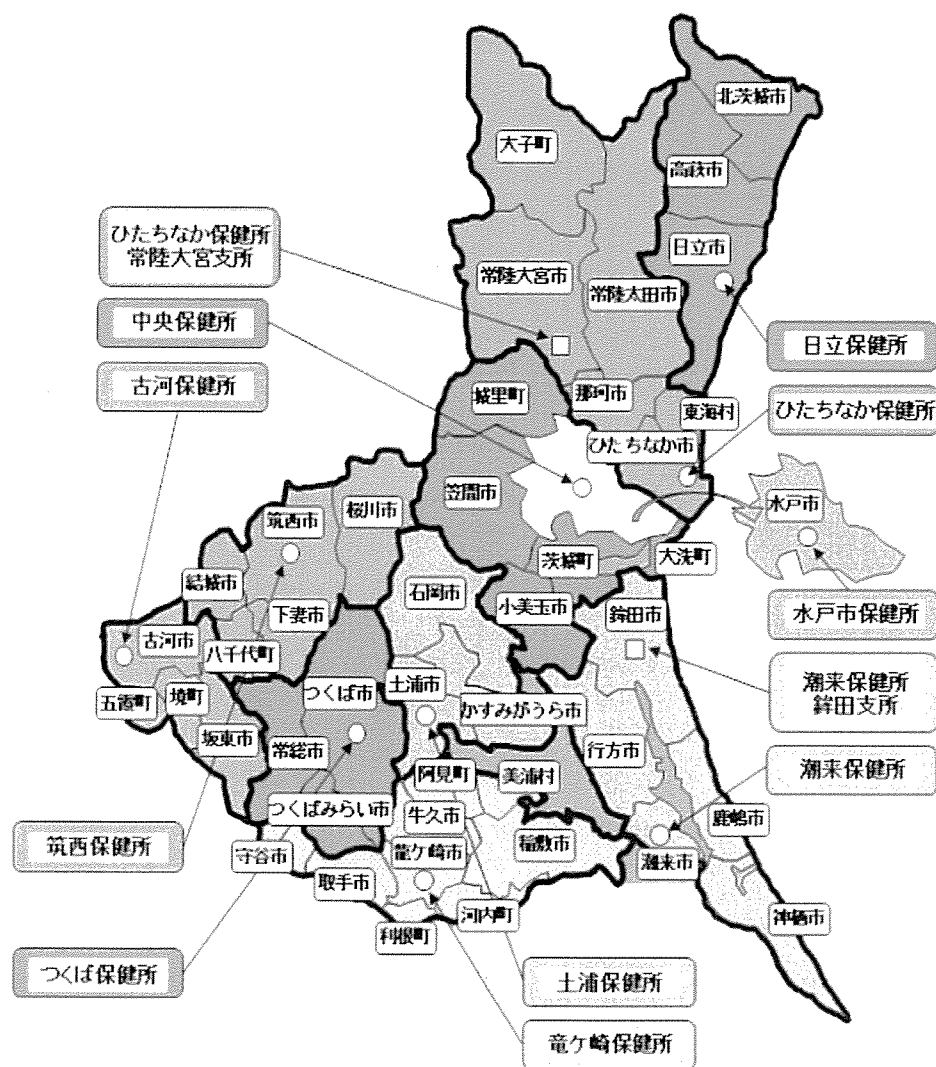 北茨城市
大子町
高萩市
ひたちなか保健所
常陸大宮支所
日立市
常陸大宮市
常陸太田市
中央保健所
日立保健所
古河保健所
城里町
那珂市
東海村
ひたちなか保健所
ひたちなか市
笠間市
水戸市
桜川市
筑西市
茨城町
大洗町
石岡市
結城市
小美玉市
鉾田市
下妻市
水戸市保健所
古河市
八千代町
土浦市
つくば市
潮来保健所
鉾田支所
五霞町
境町
かすみがうら市
坂東市
常総市
行方市
阿見町
美浦村
潮来保健所
つくばみらい市
牛久市
鹿嶋市
筑西保健所
守谷市
龍ケ崎市
稲敷市
潮来市
取手市
河内町
神栖市
利根町
つくば保健所
土浦保健所
竜ケ崎保健所